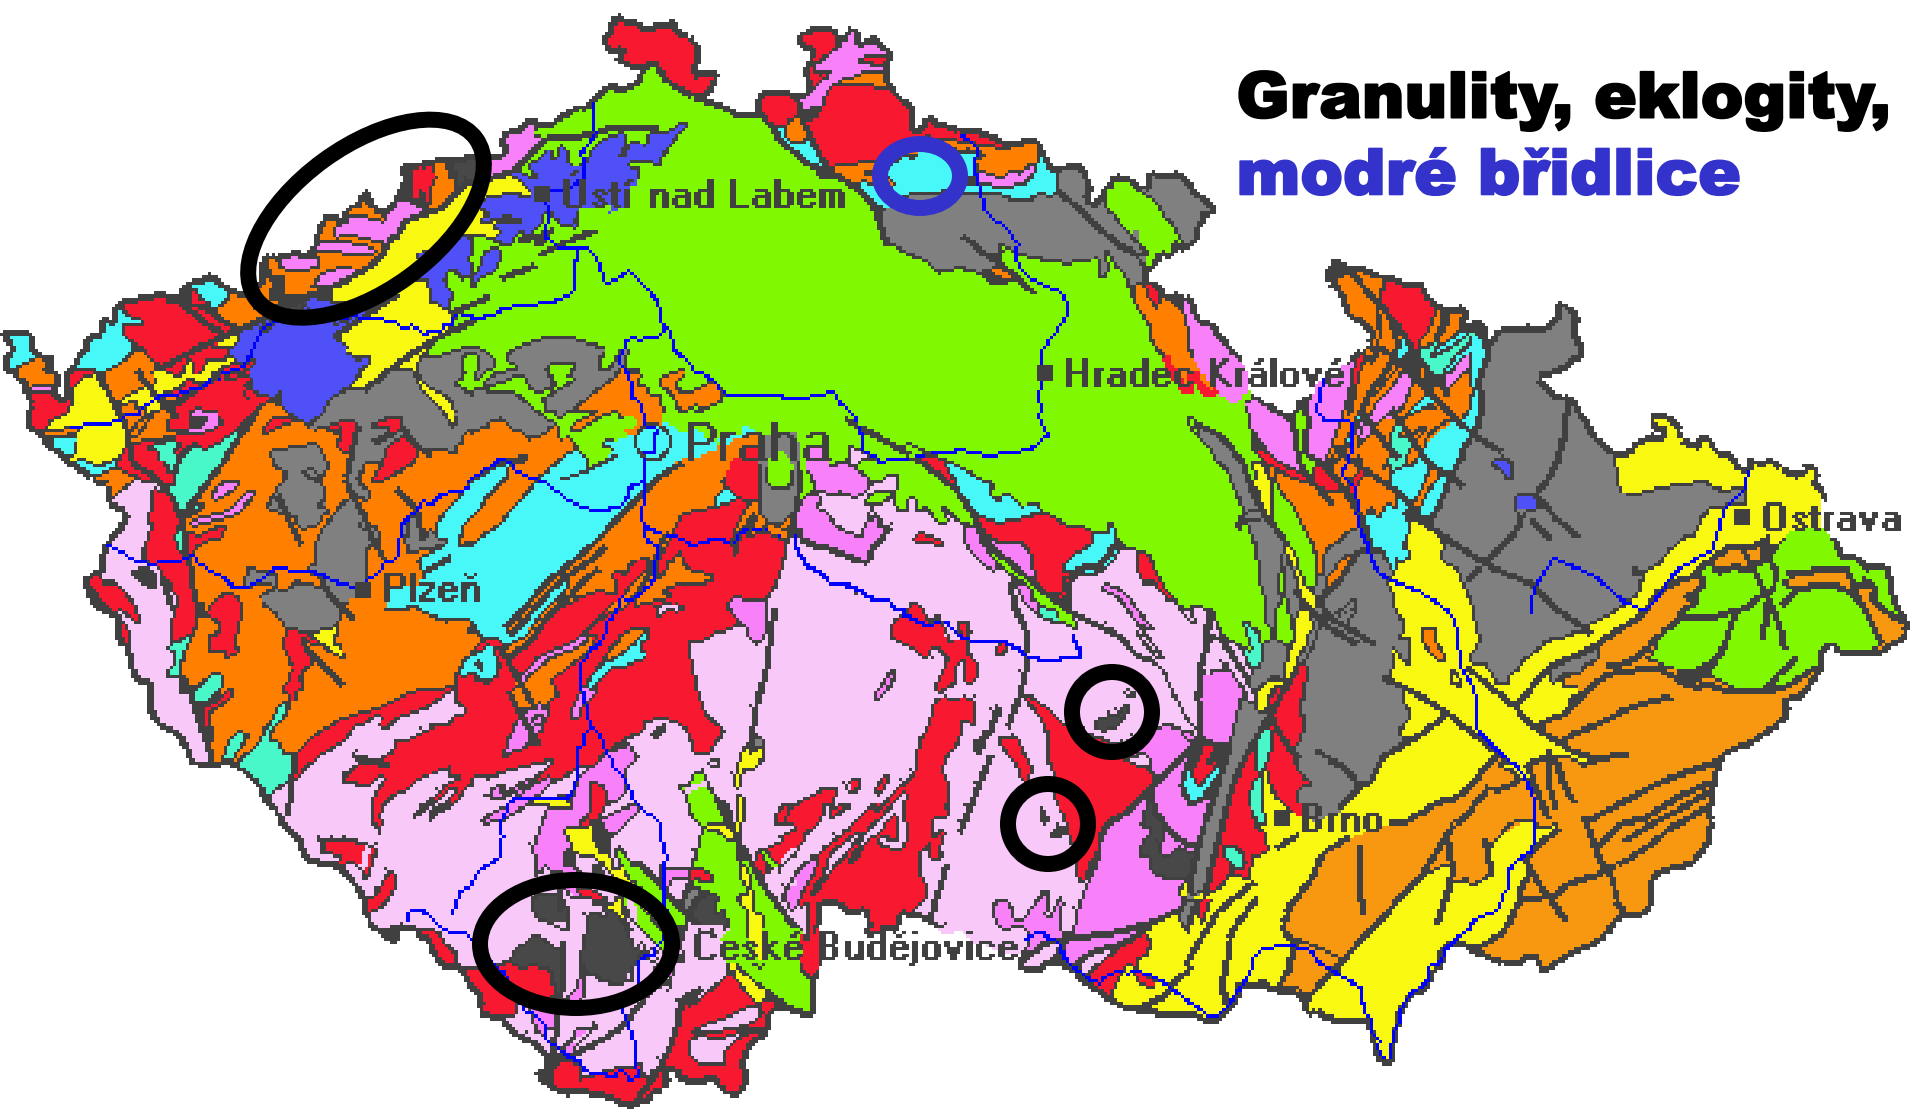 Granulity, eklogity,
modré břidlice
Ústí nad Labem
Hradec Králové
Praha
Ostrava
Plzeň
Brno
České Budějovice